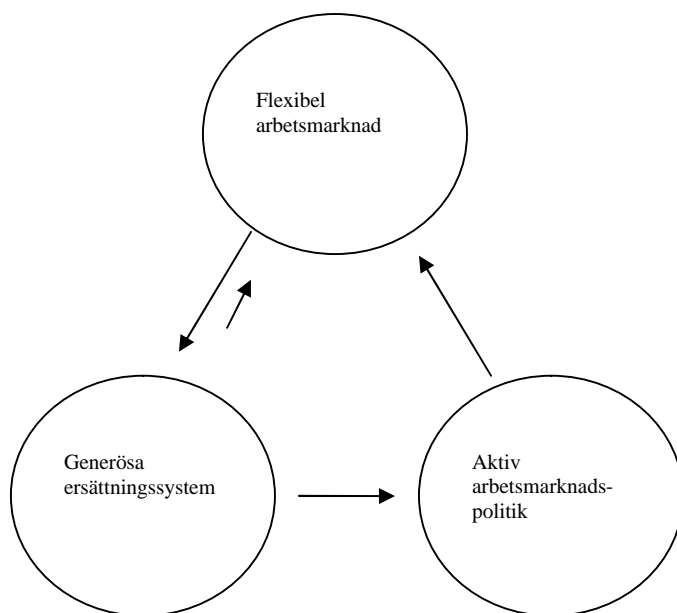 Flexibel
arbetsmarknad
Generösa
ersättningssystem
Aktiv
arbetsmarknads-
politik